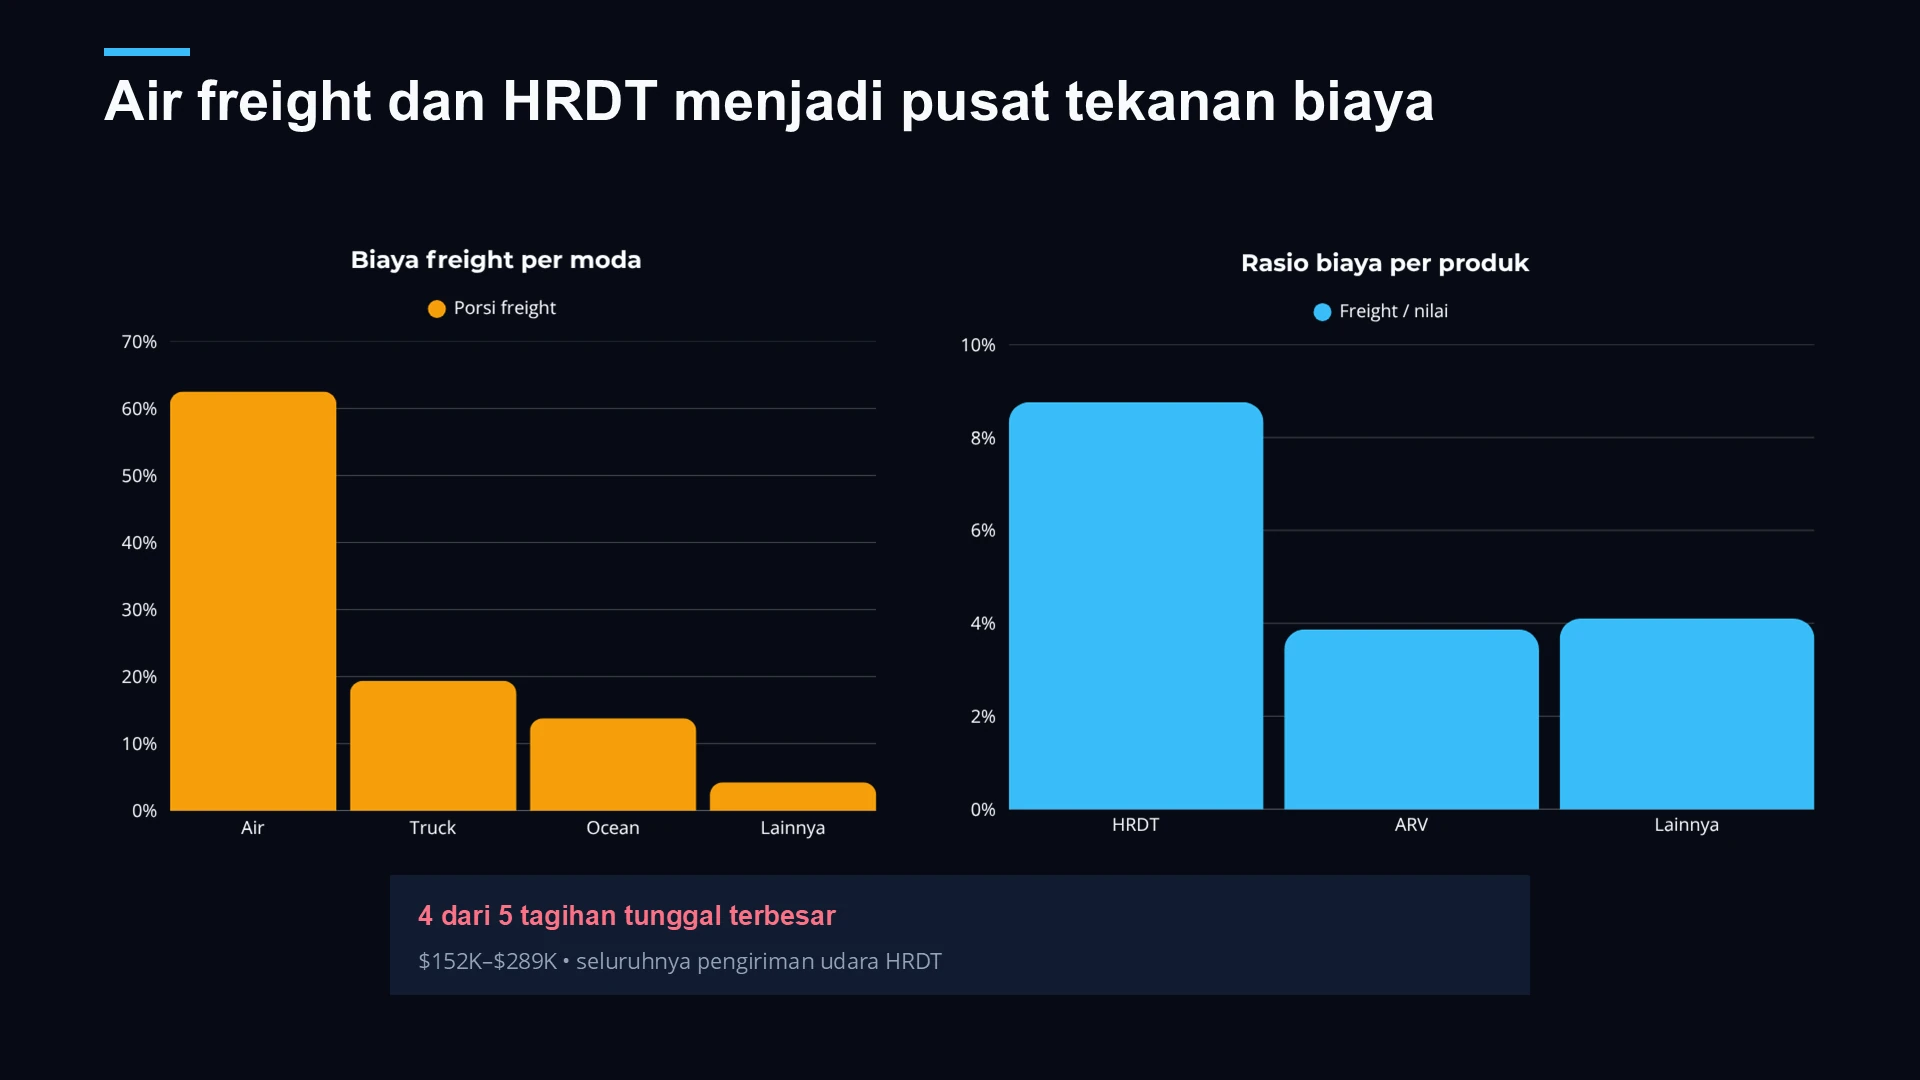 Air freight dan HRDT menjadi pusat tekanan biaya
Biaya freight per moda
Porsi freight
70%
60%
50%
40%
30%
20%
10%
0%
Air
Truck
Ocean
Lainnya
Rasio biaya per produk
Freight / nilai
10%
8%
6%
4%
2%
0%
HRDT
ARV
Lainnya
4 dari 5 tagihan tunggal terbesar
$152K–$289K • seluruhnya pengiriman udara HRDT